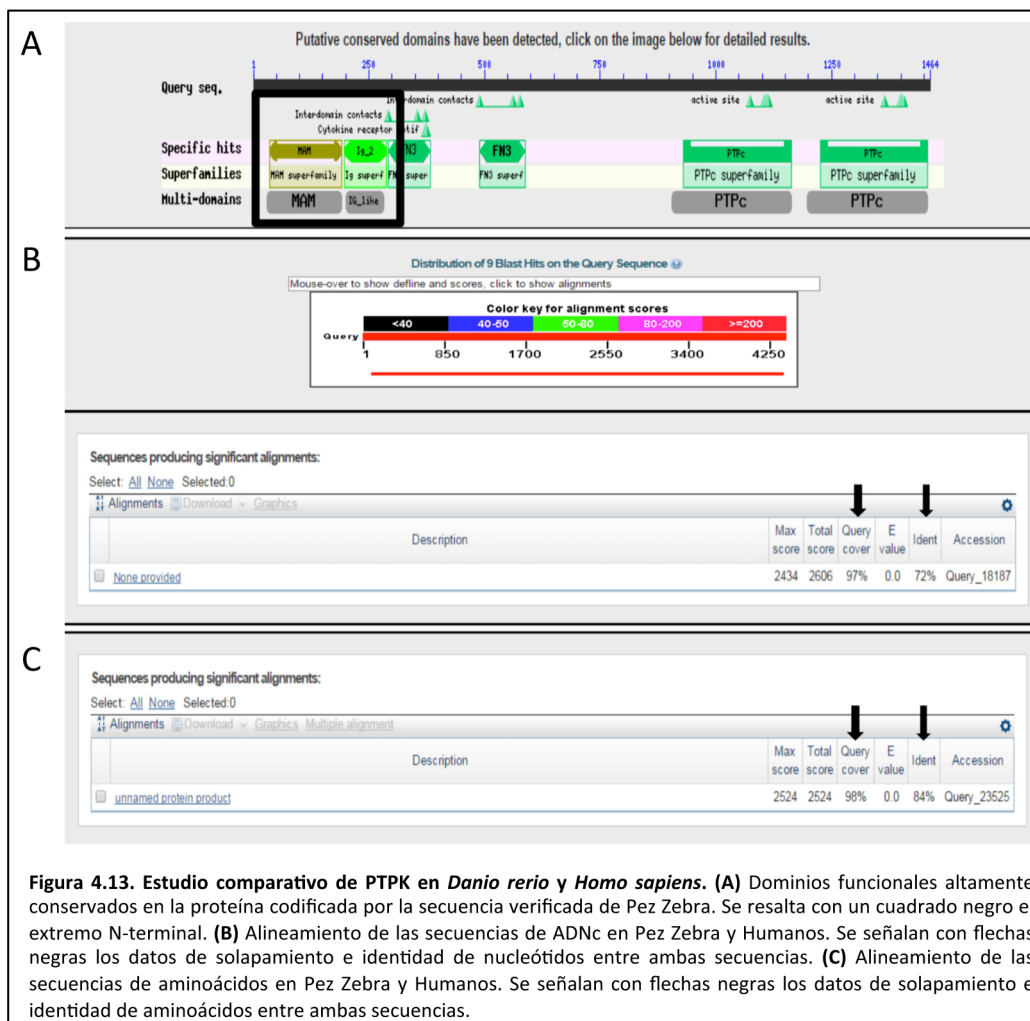 A
Putative conserved domains have been detected, click on the image below for detailed results.
1 250 500 750 1000 1250 1464
Query seq.
Interdomain contacts active site active site
Interdomain contacts
Cytokine receptor motif
Specific hits MAM Ig_2 FN3 FN3 PTPc PTPc
Superfamilies MAM superfamily Ig superf FN3 super FN3 superf PTPc superfamily PTPc superfamily
Multi-domains MAM IG_like PTPc PTPc
B
Distribution of 9 Blast Hits on the Query Sequence
Mouse-over to show defline and scores, click to show alignments
Color key for alignment scores
<40 40-50 50-80 80-200 >=200
Query
1 850 1700 2550 3400 4250
Sequences producing significant alignments:
Select: All None Selected:0
Alignments Download Graphics
Description Max score Total score Query cover E value Ident Accession
None provided 2434 2606 97% 0.0 72% Query_18187
C
Sequences producing significant alignments:
Select: All None Selected:0
Alignments Download Graphics Multiple alignment
Description Max score Total score Query cover E value Ident Accession
unnamed protein product 2524 2524 98% 0.0 84% Query_23525
Figura 4.13. Estudio comparativo de PTPK en Danio rerio y Homo sapiens. (A) Dominios funcionales altamente
conservados en la proteína codificada por la secuencia verificada de Pez Zebra. Se resalta con un cuadrado negro e
extremo N-terminal. (B) Alineamiento de las secuencias de ADNc en Pez Zebra y Humanos. Se señalan con flechas
negras los datos de solapamiento e identidad de nucleótidos entre ambas secuencias. (C) Alineamiento de las
secuencias de aminoácidos en Pez Zebra y Humanos. Se señalan con flechas negras los datos de solapamiento e
identidad de aminoácidos entre ambas secuencias.